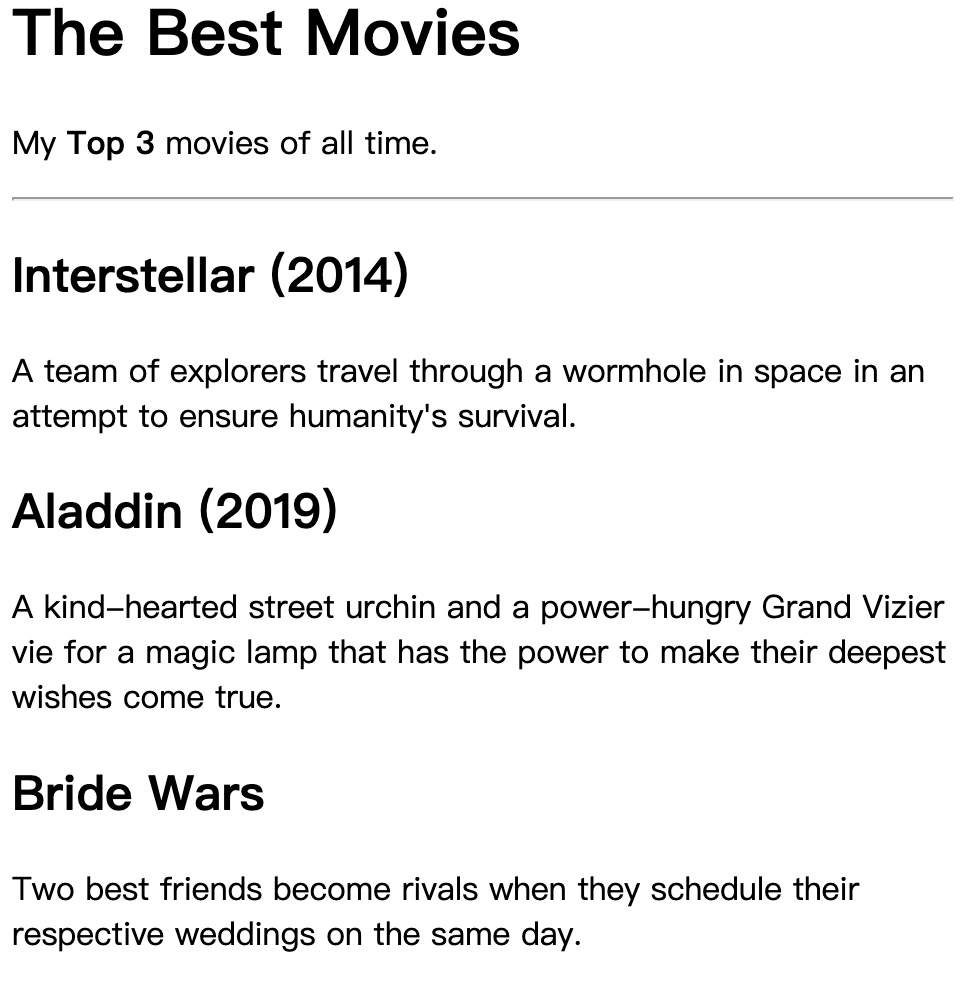 The Best Movies
My Top 3 movies of all time.
Interstellar (2014)
A team of explorers travel through a wormhole in space in an
attempt to ensure humanity's survival.
Aladdin (2019)
A kind-hearted street urchin and a power-hungry Grand Vizier
vie for a magic lamp that has the power to make their deepest
wishes come true.
Bride Wars
Two best friends become rivals when they schedule their
respective weddings on the same day.